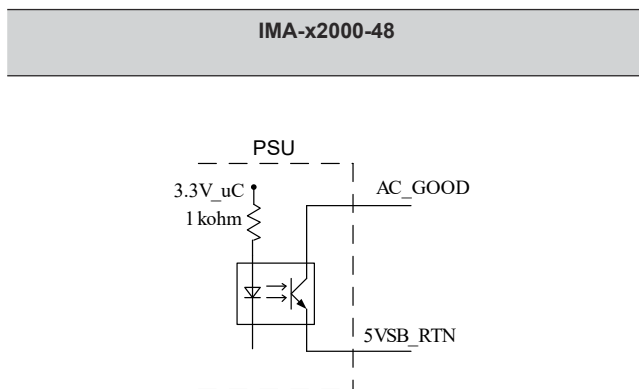 IMA-x2000-48
PSU
3.3V_uC
AC_GOOD
1 kohm
5VSB_RTN